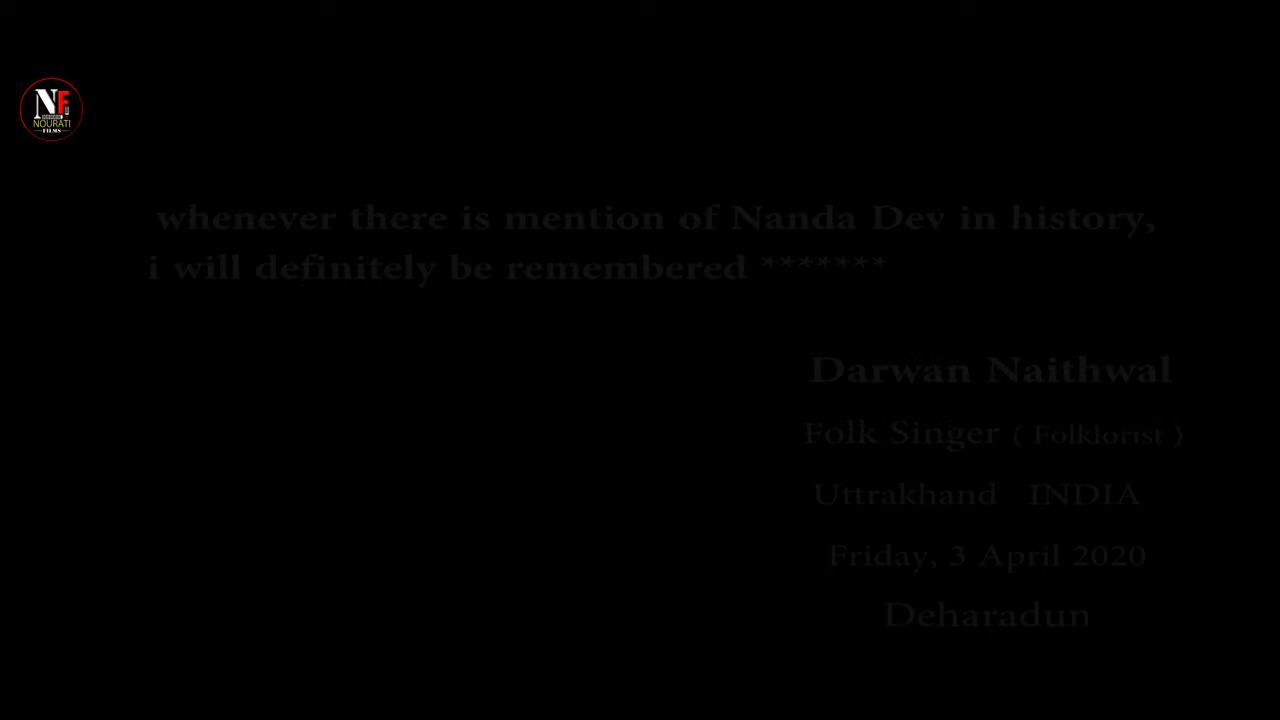 NF
NOURATI
FILMS
whenever there is mention of Nanda Dev in history,
i will definitely be remembered *******
Darwan Naithwal
Folk Singer ( Folklorist )
Uttrakhand INDIA
Friday, 3 April 2020
Deharadun